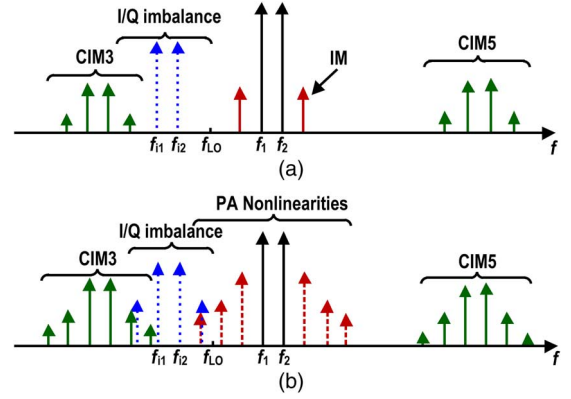 I/Q imbalance
CIM3
CIM5
IM
fi1 fi2 fLO f1 f2 f
(a)
PA Nonlinearities
I/Q imbalance
CIM3
CIM5
fi1 fi2 fLO f1 f2 f
(b)